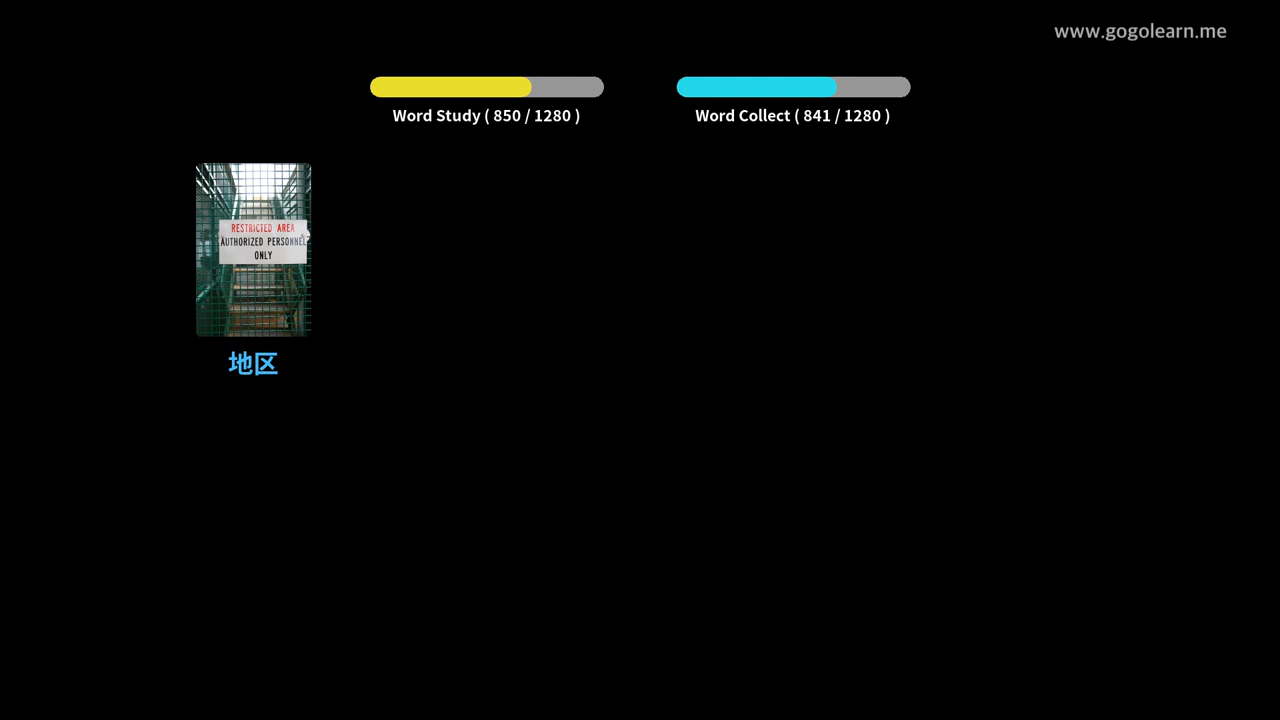 www.gogolearn.me
Word Study ( 850 / 1280 )
Word Collect ( 841 / 1280 )
RESTRICTED AREA
AUTHORIZED PERSONNEL
ONLY
地区